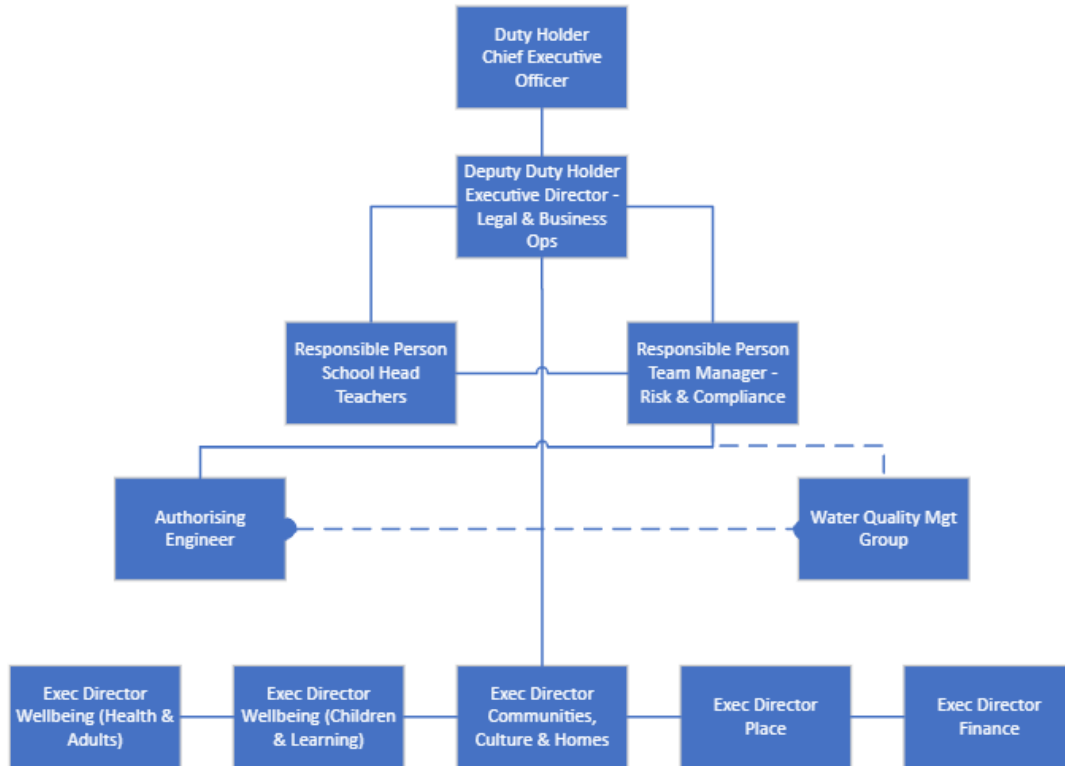 Duty Holder
Chief Executive
Officer
Deputy Duty Holder
Executive Director -
Legal & Business
Ops
Responsible Person
School Head
Teachers
Responsible Person
Team Manager -
Risk & Compliance
Authorising
Engineer
Water Quality Mgt
Group
Exec Director
Wellbeing (Health &
Adults)
Exec Director
Wellbeing (Children
& Learning)
Exec Director
Communities,
Culture & Homes
Exec Director
Place
Exec Director
Finance